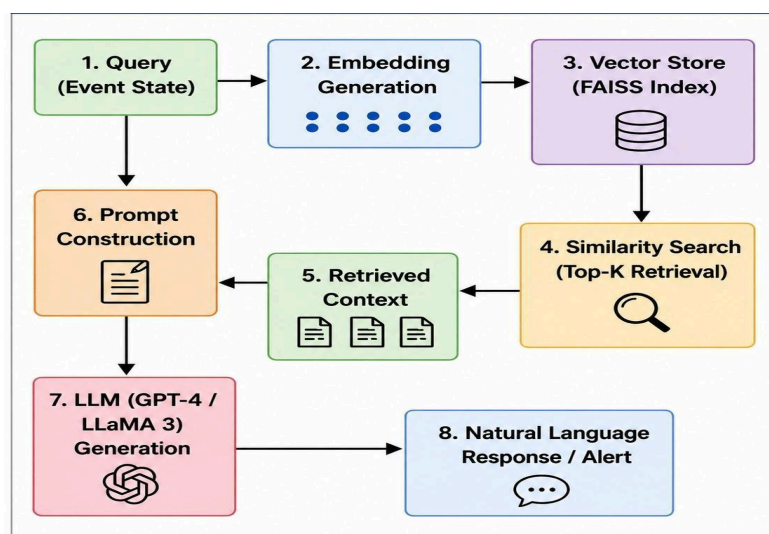 1. Query
(Event State)
2. Embedding
Generation
3. Vector Store
(FAISS Index)
4. Similarity Search
(Top-K Retrieval)
5. Retrieved
Context
6. Prompt
Construction
7. LLM (GPT-4 /
LLaMA 3)
Generation
8. Natural Language
Response / Alert